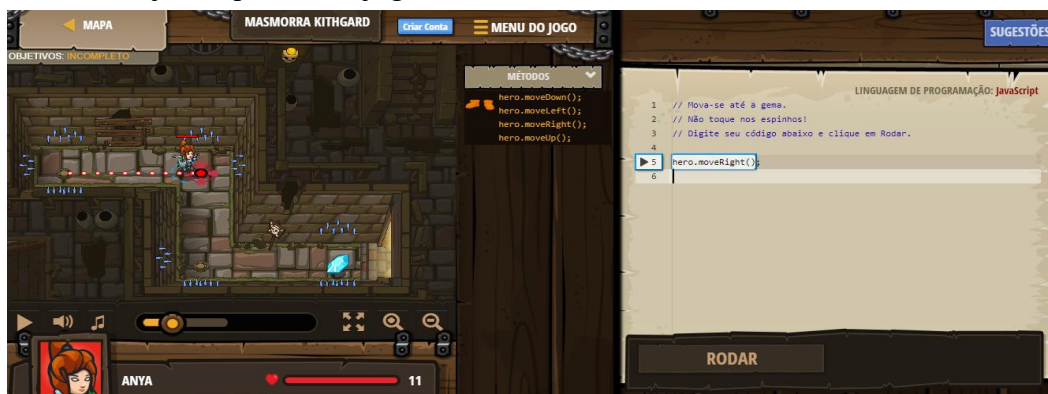 MAPA
MASMORRA KITHGARD
Criar Conta
MENU DO JOGO
SUGESTÕES
OBJETIVOS: INCOMPLETO
MÉTODOS
hero.moveDown();
hero.moveLeft();
hero.moveRight();
hero.moveUp();
LINGUAGEM DE PROGRAMAÇÃO: JavaScript
1 // Mova-se até a gema.
2 // Não toque nos espinhos!
3 // Digite seu código abaixo e clique em Rodar.
4
5 hero.moveRight();
6
RODAR
ANYA
11